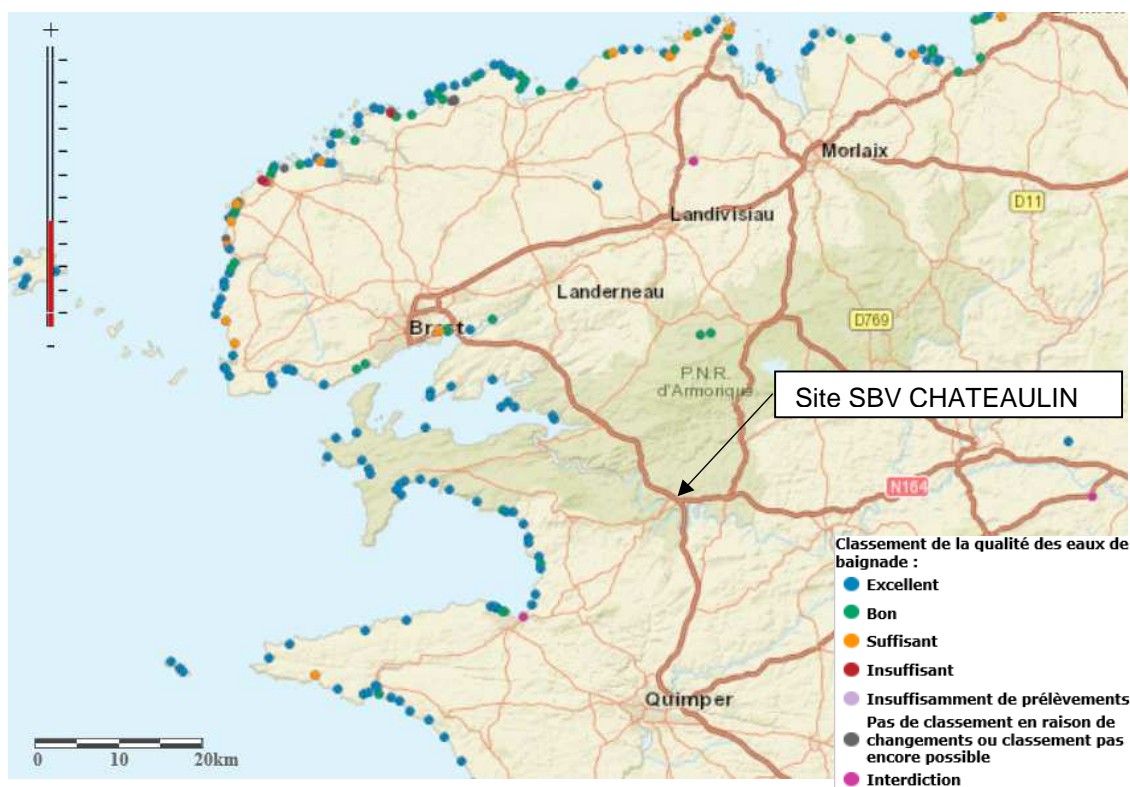 +
-
Morlaix
D11
Landivisiau
Landerneau
D769
Brest
P.N.R.
d'Armorique
Site SBV CHATEAULIN
N164
Quimper
0 10 20km
Classement de la qualité des eaux de
baignade :
Excellent
Bon
Suffisant
Insuffisant
Insuffisamment de prélèvements
Pas de classement en raison de
changements ou classement pas
encore possible
Interdiction